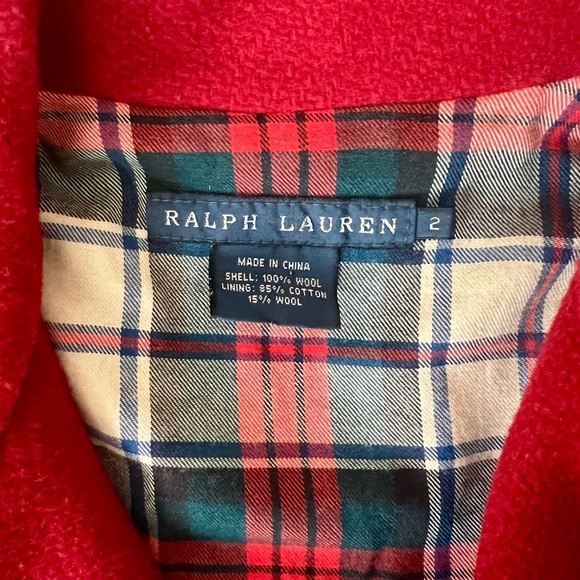 RALPH LAUREN 2
MADE IN CHINA
SHELL: 100% WOOL
LINING: 85% COTTON
15% WOOL